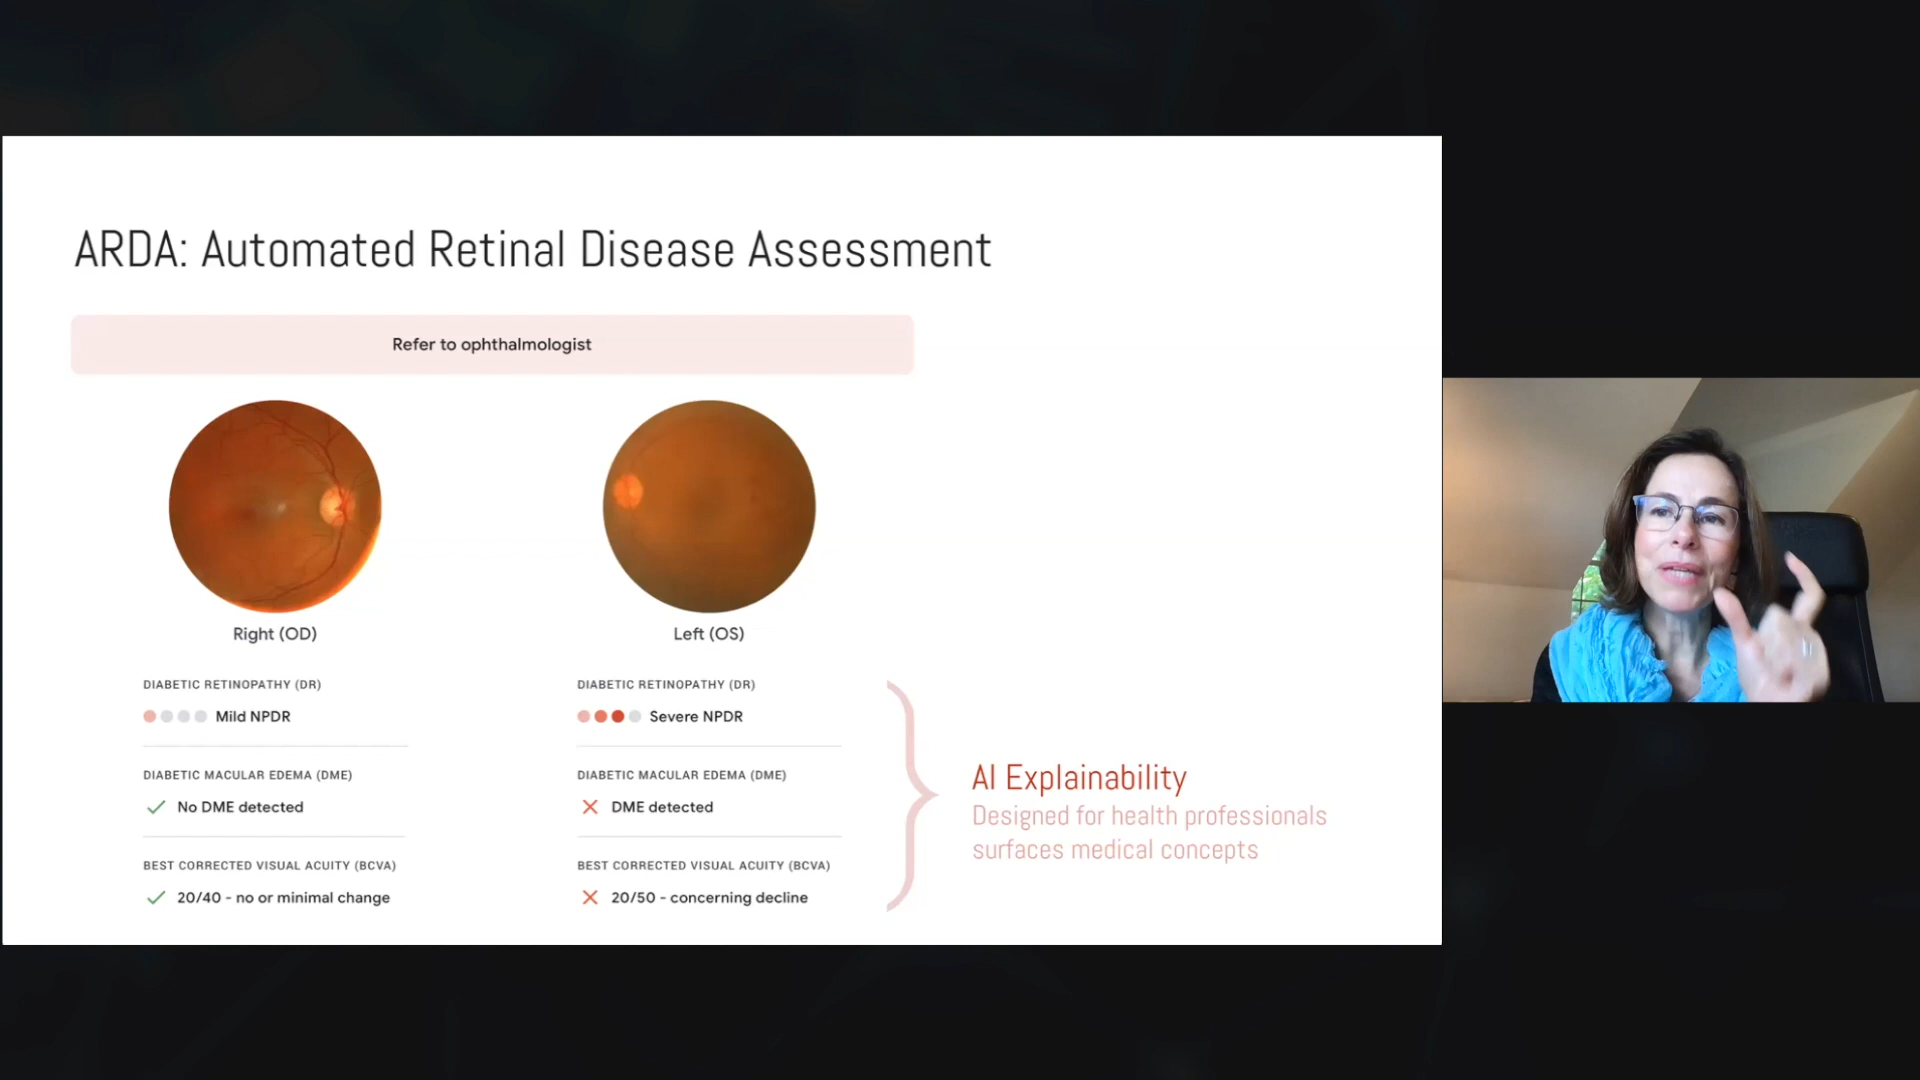 ARDA: Automated Retinal Disease Assessment
Refer to ophthalmologist
Right (OD)
DIABETIC RETINOPATHY (DR)
Mild NPDR
DIABETIC MACULAR EDEMA (DME)
No DME detected
BEST CORRECTED VISUAL ACUITY (BCVA)
20/40 - no or minimal change
Left (OS)
DIABETIC RETINOPATHY (DR)
Severe NPDR
DIABETIC MACULAR EDEMA (DME)
DME detected
BEST CORRECTED VISUAL ACUITY (BCVA)
20/50 - concerning decline
AI Explainability
Designed for health professionals
surfaces medical concepts